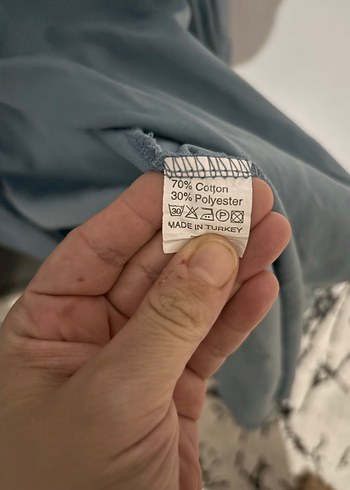 70% Cotton
30% Polyester
30 P
MADE IN TURKEY